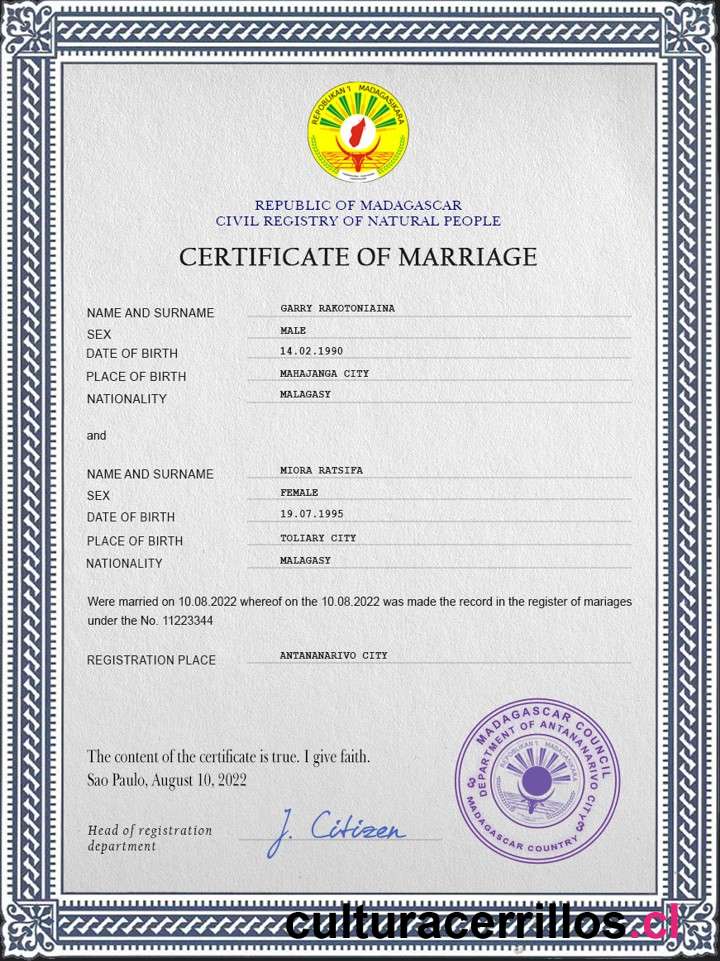 REPOBLIKAN'I MADAGASIKARA
REPUBLIC OF MADAGASCAR
CIVIL REGISTRY OF NATURAL PEOPLE
CERTIFICATE OF MARRIAGE
NAME AND SURNAME GARRY RAKOTONIAINA
SEX MALE
DATE OF BIRTH 14.02.1990
PLACE OF BIRTH MAHAJANGA CITY
NATIONALITY MALAGASY
and
NAME AND SURNAME MIORA RATSIFA
SEX FEMALE
DATE OF BIRTH 19.07.1995
PLACE OF BIRTH TOLIARY CITY
NATIONALITY MALAGASY
Were married on 10.08.2022 whereof on the 10.08.2022 was made the record in the register of mariages
under the No. 11223344
REGISTRATION PLACE ANTANANARIVO CITY
MADAGASCAR COUNCIL
DEPARTMENT OF ANTANANARIVO CITY
MADAGASCAR COUNTRY
The content of the certificate is true. I give faith.
Sao Paulo, August 10, 2022
Head of registration
department
J. Citizen
culturacerrillos.cl